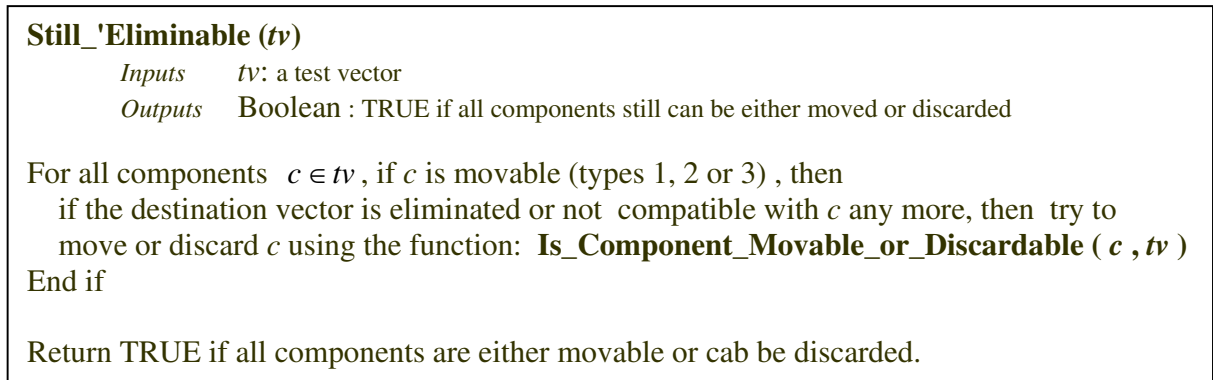 Still_'Eliminable (tv)
Inputs tv: a test vector
Outputs Boolean : TRUE if all components still can be either moved or discarded
For all components c ∈ tv , if c is movable (types 1, 2 or 3) , then
if the destination vector is eliminated or not compatible with c any more, then try to
move or discard c using the function: Is_Component_Movable_or_Discardable ( c , tv )
End if
Return TRUE if all components are either movable or cab be discarded.